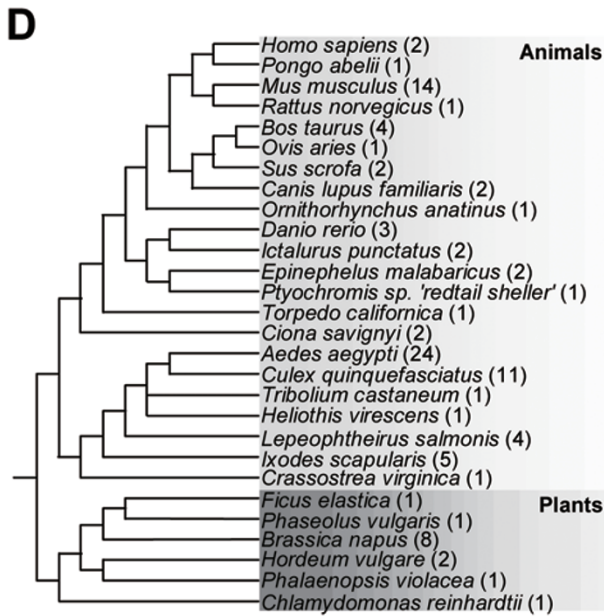 D
Homo sapiens (2)
Animals
Pongo abelii (1)
Mus musculus (14)
Rattus norvegicus (1)
Bos taurus (4)
Ovis aries (1)
Sus scrofa (2)
Canis lupus familiaris (2)
Ornithorhynchus anatinus (1)
Danio rerio (3)
Ictalurus punctatus (2)
Epinephelus malabaricus (2)
Ptyochromis sp. 'redtail sheller' (1)
Torpedo californica (1)
Ciona savignyi (2)
Aedes aegypti (24)
Culex quinquefasciatus (11)
Tribolium castaneum (1)
Heliothis virescens (1)
Lepeophtheirus salmonis (4)
Ixodes scapularis (5)
Crassostrea virginica (1)
Ficus elastica (1)
Plants
Phaseolus vulgaris (1)
Brassica napus (8)
Hordeum vulgare (2)
Phalaenopsis violacea (1)
Chlamydomonas reinhardtii (1)